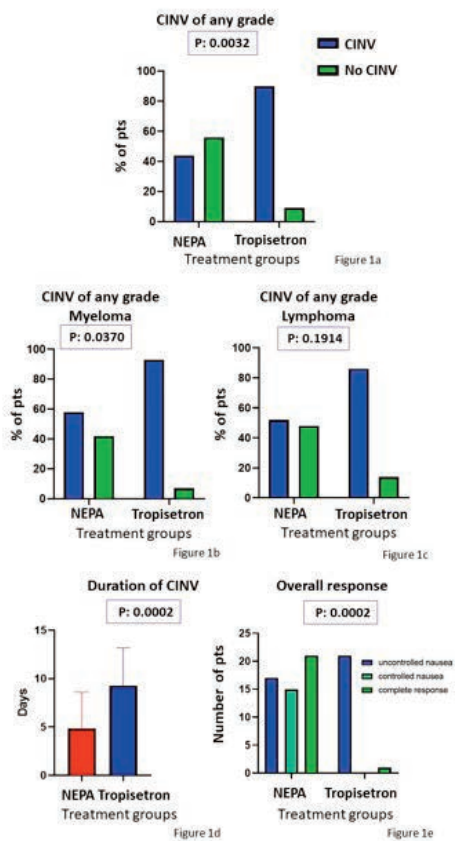 CINV of any grade
P: 0.0032
CINV
No CINV
100
80
60
40
20
0
% of pts
NEPA Tropisetron
Treatment groups
Figure 1a
CINV of any grade
Myeloma
P: 0.0370
100
80
60
40
20
0
% of pts
NEPA Tropisetron
Treatment groups
Figure 1b
CINV of any grade
Lymphoma
P: 0.1914
100
80
60
40
20
0
% of pts
NEPA Tropisetron
Treatment groups
Figure 1c
Duration of CINV
P: 0.0002
15
10
5
0
Days
NEPA Tropisetron
Treatment groups
Figure 1d
Overall response
P: 0.0002
25
20
15
10
5
0
Number of pts
uncontrolled nausea
controlled nausea
complete response
NEPA Tropisetron
Treatment groups
Figure 1e